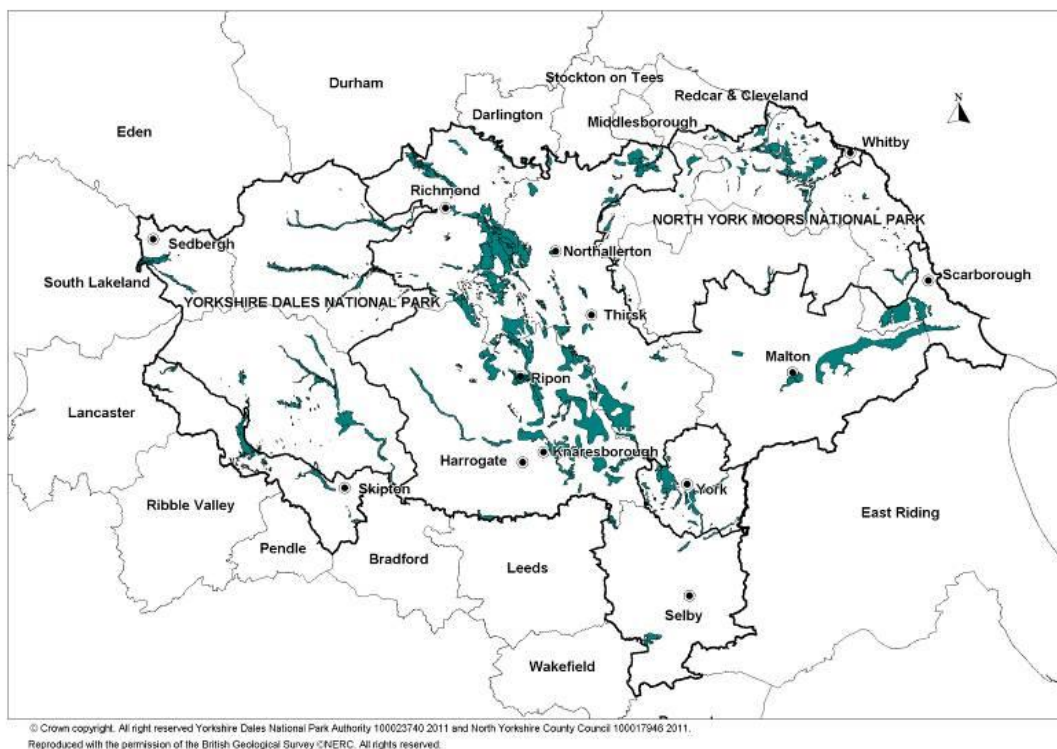 Stockton on Tees
Durham
Redcar & Cleveland
Darlington
Middlesborough
N
Eden
Whitby
Richmond
NORTH YORK MOORS NATIONAL PARK
Sedbergh
Northallerton
South Lakeland
Scarborough
YORKSHIRE DALES NATIONAL PARK
Thirsk
Malton
Ripon
Lancaster
Knaresborough
Harrogate
York
Skipton
Ribble Valley
East Riding
Pendle
Bradford
Leeds
Selby
Wakefield
© Crown copyright. All right reserved Yorkshire Dales National Park Authority 100023740 2011 and North Yorkshire County Council 100017946 2011.
Reproduced with the permission of the British Geological Survey ©NERC. All rights reserved.